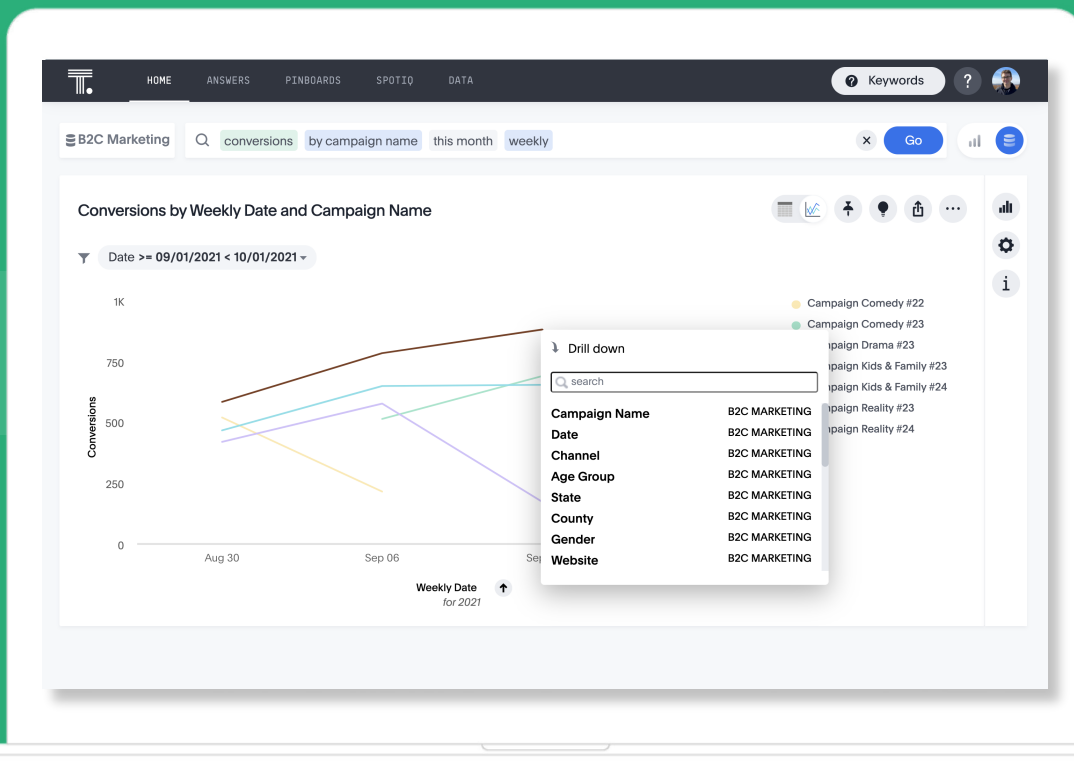 HOME ANSWERS PINBOARDS SPOTIQ DATA
Keywords ?
B2C Marketing conversions by campaign name this month weekly Go
Conversions by Weekly Date and Campaign Name
Date >= 09/01/2021 < 10/01/2021
1K
750
500
250
0
Conversions
Aug 30 Sep 06
Weekly Date
for 2021
Campaign Comedy #22
Campaign Comedy #23
Drama #23
Kids & Family #23
Kids & Family #24
Reality #23
Reality #24
Drill down
search
Campaign Name B2C MARKETING
Date B2C MARKETING
Channel B2C MARKETING
Age Group B2C MARKETING
State B2C MARKETING
County B2C MARKETING
Gender B2C MARKETING
Website B2C MARKETING